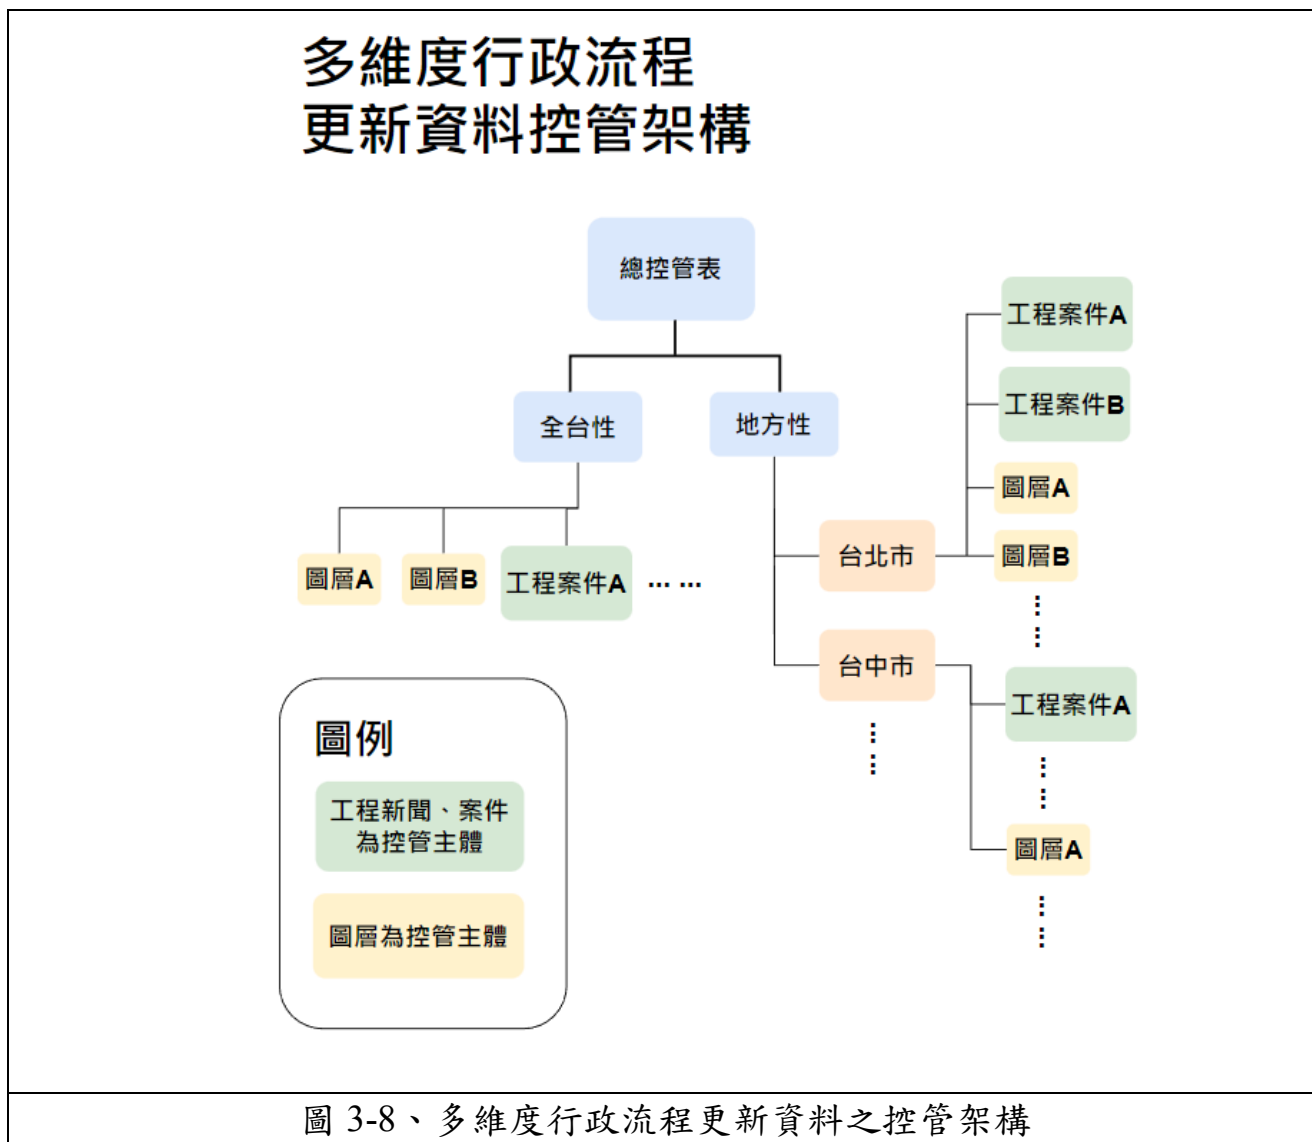 多維度行政流程
更新資料控管架構
總控管表
全台性
地方性
圖層A
圖層B
工程案件A
... ...
台北市
工程案件A
工程案件B
圖層A
圖層B
... ...
台中市
工程案件A
... ...
圖層A
... ...
... ...
圖例
工程新聞、案件
為控管主體
圖層為控管主體
圖 3-8、多維度行政流程更新資料之控管架構